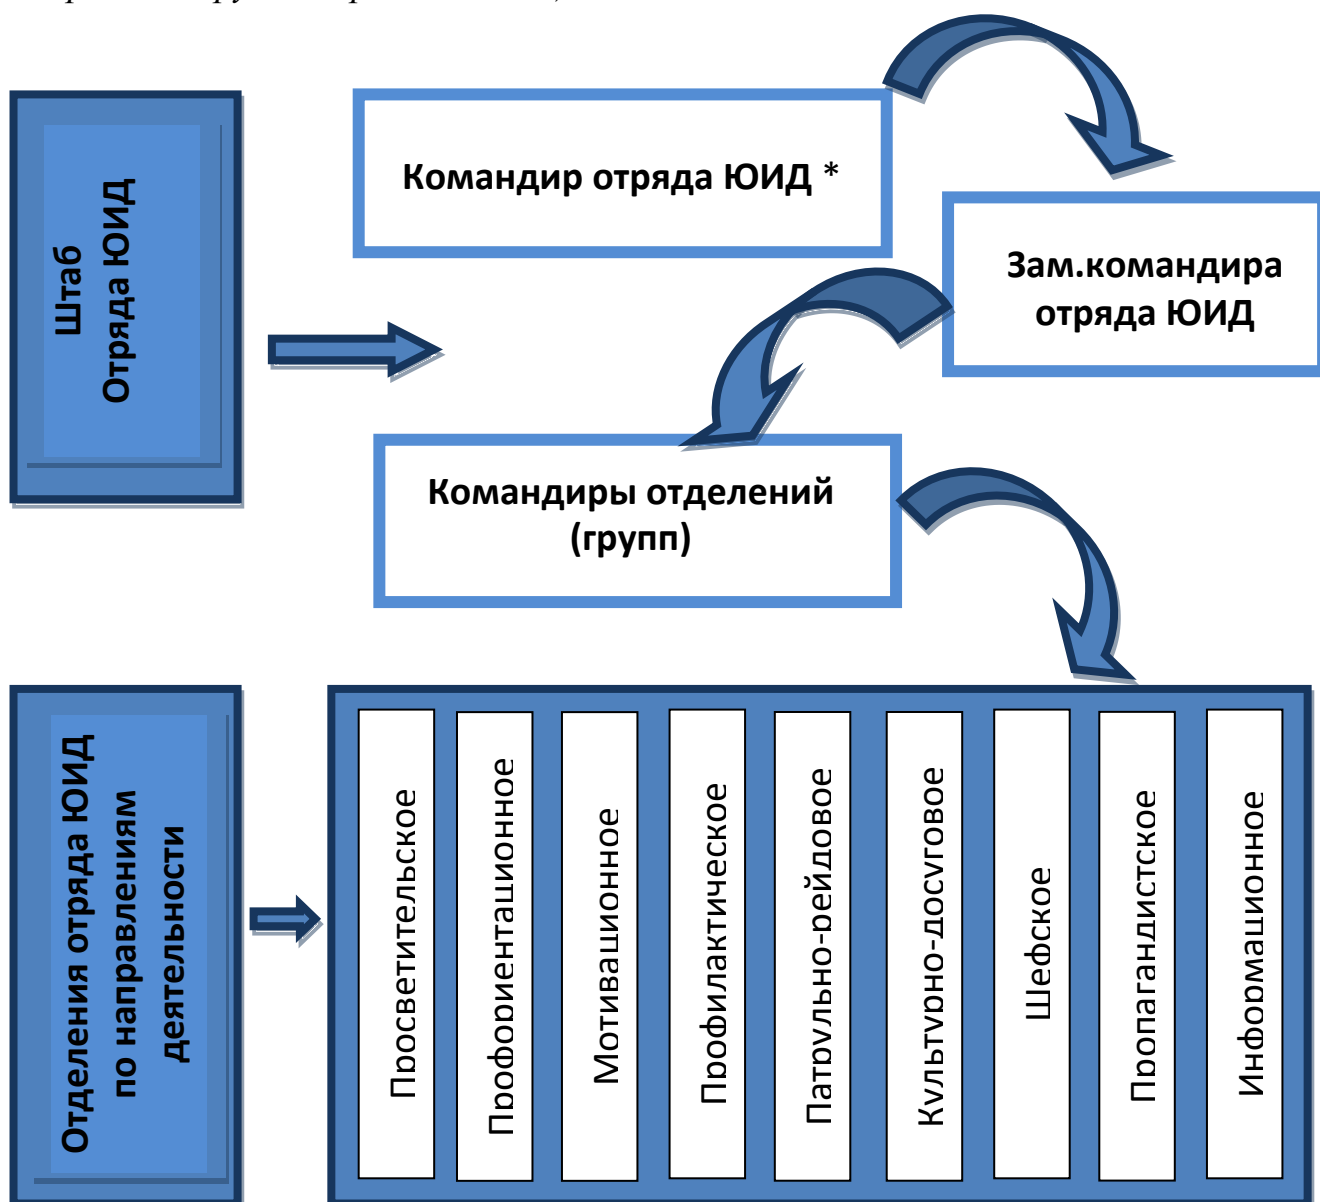 Штаб
Отряда ЮИД
Командир отряда ЮИД *
Зам.командира
отряда ЮИД
Командиры отделений
(групп)
Отделения отряда ЮИД
по направлениям
деятельности
Просветительское
Профориентационное
Мотивационное
Профилактическое
Патрульно-рейдовое
Культурно-досуговое
Шефское
Пропагандистское
Информационное